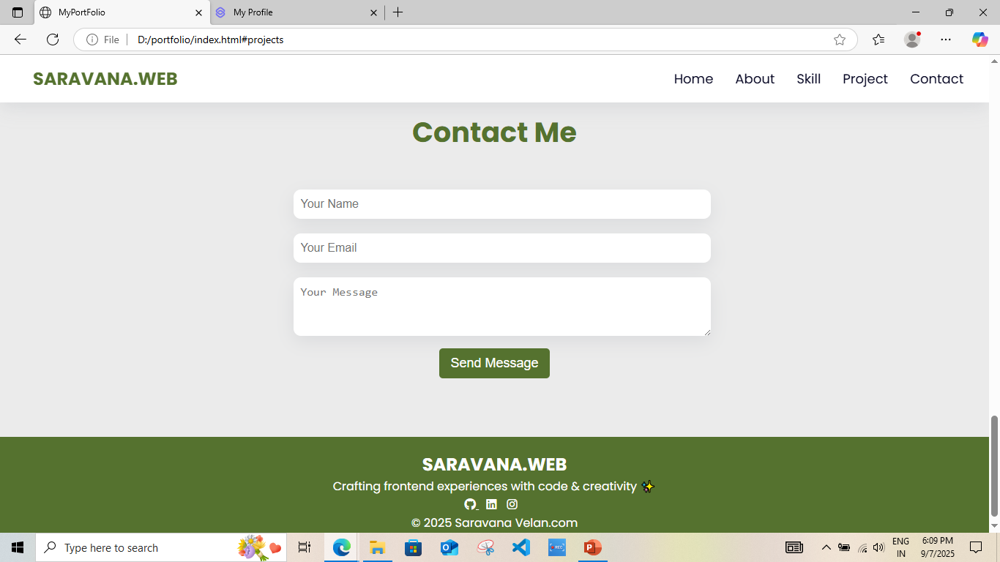 MyPortFolio
My Profile
File
D:/portfolio/index.html#projects
SARAVANA.WEB
Home About Skill Project Contact
Contact Me
Your Name
Your Email
Your Message
Send Message
SARAVANA.WEB
Crafting frontend experiences with code & creativity ✨
© 2025 Saravana Velan.com
Type here to search
REC
ENG
IN
6:09 PM
9/7/2025